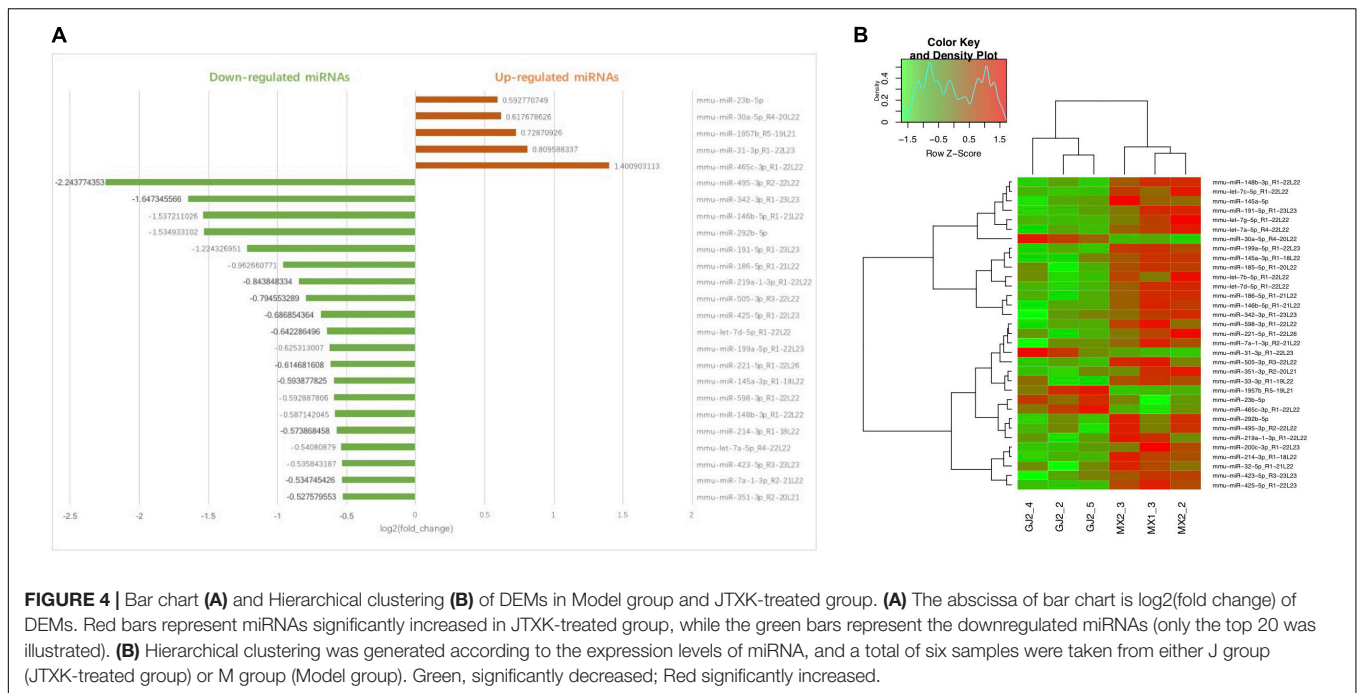 A
Down-regulated miRNAs
Up-regulated miRNAs
0.592770749 mmu-miR-23b-5p
0.617678626 mmu-miR-30a-5p_R4-20L22
0.72870926 mmu-miR-1957b_R5-19L21
0.809588337 mmu-miR-31-3p_R1-22L23
1.400903113 mmu-miR-465c-3p_R1-22L22
-2.243774353 mmu-miR-495-3p_R2-22L22
-1.647345566 mmu-miR-342-3p_R1-23L23
-1.537211026 mmu-miR-146b-5p_R1-21L22
-1.534933102 mmu-miR-292b-5p
-1.224326951 mmu-miR-191-5p_R1-23L23
-0.962660771 mmu-miR-186-5p_R1-21L22
-0.843848334 mmu-miR-219a-1-3p_R1-22L22
-0.794553289 mmu-miR-505-3p_R3-22L22
-0.686854364 mmu-miR-425-5p_R1-22L23
-0.642286496 mmu-let-7d-5p_R1-22L22
-0.625313007 mmu-miR-199a-5p_R1-22L23
-0.614681608 mmu-miR-221-5p_R1-22L26
-0.593877825 mmu-miR-145a-3p_R1-18L22
-0.592887806 mmu-miR-598-3p_R1-22L22
-0.587142045 mmu-miR-148b-3p_R1-22L22
-0.573868458 mmu-miR-214-3p_R1-18L22
-0.54080879 mmu-let-7a-5p_R4-22L22
-0.535843187 mmu-miR-423-5p_R3-23L23
-0.534745426 mmu-miR-7a-1-3p_R2-21L22
-0.527579553 mmu-miR-351-3p_R2-20L21
-2.5 -2 -1.5 -1 -0.5 0 0.5 1 1.5 2
log2(fold_change)
B
Color Key
and Density Plot
Density
0 0.2 0.4
-1.5 -0.5 0.5 1.5
Row Z-Score
mmu-miR-148b-3p_R1-22L22
mmu-let-7c-5p_R1-22L22
mmu-miR-145a-5p
mmu-miR-191-5p_R1-23L23
mmu-let-7g-5p_R1-22L22
mmu-let-7a-5p_R4-22L22
mmu-miR-30a-5p_R4-20L22
mmu-miR-199a-5p_R1-22L23
mmu-miR-145a-3p_R1-18L22
mmu-miR-185-5p_R1-20L22
mmu-let-7b-5p_R1-22L22
mmu-let-7d-5p_R1-22L22
mmu-miR-186-5p_R1-21L22
mmu-miR-146b-5p_R1-21L22
mmu-miR-342-3p_R1-23L23
mmu-miR-598-3p_R1-22L22
mmu-miR-221-5p_R1-22L26
mmu-miR-7a-1-3p_R2-21L22
mmu-miR-31-3p_R1-22L23
mmu-miR-505-3p_R3-22L22
mmu-miR-351-3p_R2-20L21
mmu-miR-33-3p_R1-19L22
mmu-miR-1957b_R5-19L21
mmu-miR-23b-5p
mmu-miR-465c-3p_R1-22L22
mmu-miR-292b-5p
mmu-miR-495-3p_R2-22L22
mmu-miR-219a-1-3p_R1-22L22
mmu-miR-200c-3p_R1-22L23
mmu-miR-214-3p_R1-18L22
mmu-miR-32-5p_R1-21L22
mmu-miR-423-5p_R3-23L23
mmu-miR-425-5p_R1-22L23
GJ2_4 GJ2_2 GJ2_5 MX2_3 MX1_3 MX2_2
FIGURE 4 | Bar chart (A) and Hierarchical clustering (B) of DEMs in Model group and JTXK-treated group. (A) The abscissa of bar chart is log2(fold change) of
DEMs. Red bars represent miRNAs significantly increased in JTXK-treated group, while the green bars represent the downregulated miRNAs (only the top 20 was
illustrated). (B) Hierarchical clustering was generated according to the expression levels of miRNA, and a total of six samples were taken from either J group
(JTXK-treated group) or M group (Model group). Green, significantly decreased; Red significantly increased.